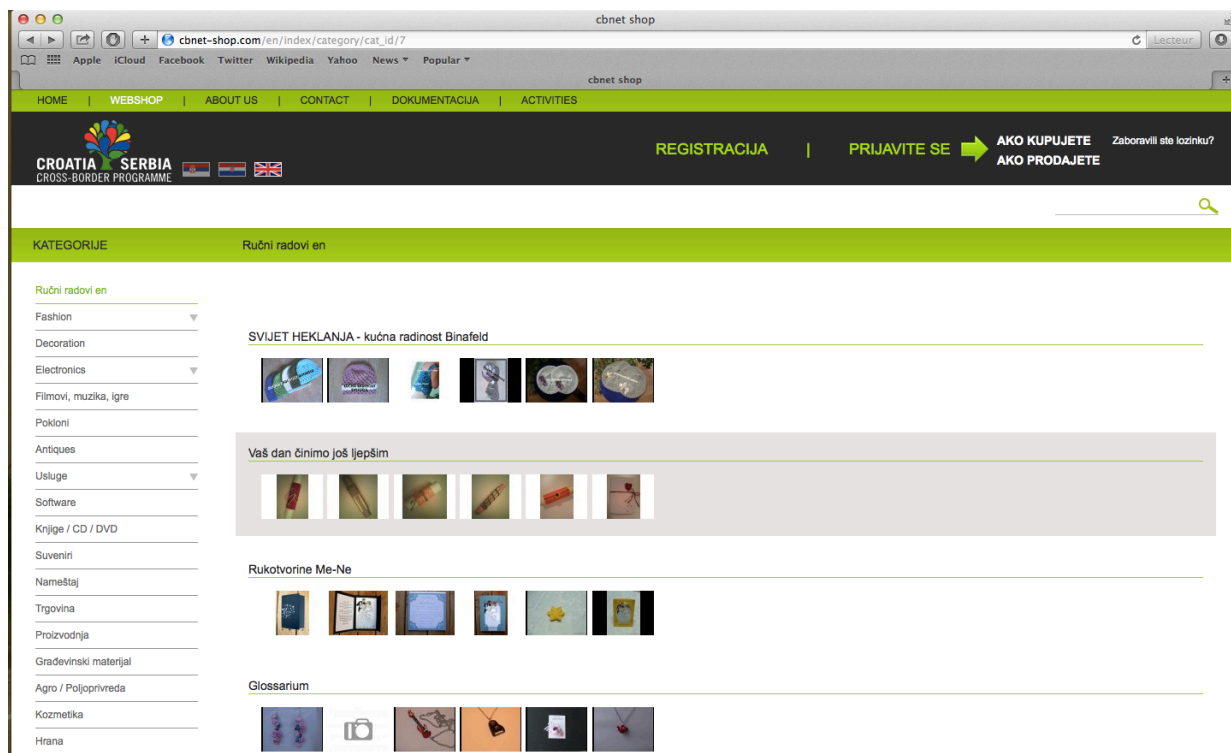 cbnet shop
cbnet-shop.com/en/index/category/cat_id/7
Lecteur
Apple iCloud Facebook Twitter Wikipedia Yahoo News Popular
cbnet shop
HOME | WEBSHOP | ABOUT US | CONTACT | DOKUMENTACIJA | ACTIVITIES
CROATIA SERBIA
CROSS-BORDER PROGRAMME
REGISTRACIJA | PRIJAVITE SE
AKO KUPUJETE
AKO PRODAJETE
Zaboravili ste lozinku?
KATEGORIJE
Ručni radovi en
Ručni radovi en
Fashion
Decoration
Electronics
Filmovi, muzika, igre
Pokloni
Antiques
Usluge
Software
Knjige / CD / DVD
Suveniri
Nameštaj
Trgovina
Proizvodnja
Građevinski materijal
Agro / Poljoprivreda
Kozmetika
Hrana
SVIJET HEKLANJA - kućna radinost Binafeld
Vaš dan činimo još ljepšim
Rukotvorine Me-Ne
Glossarium